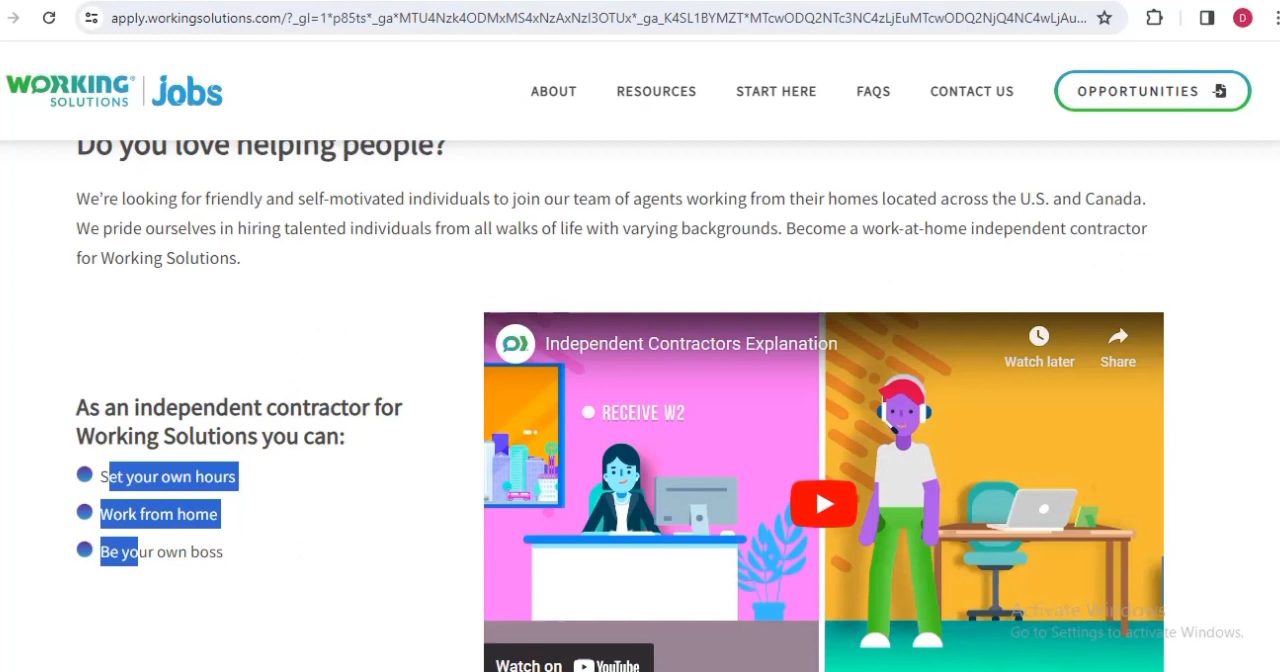 apply.workingsolutions.com/?_gl=1*p85ts*_ga*MTU4Nzk4ODMxMS4xNzAxNzI3OTUx*_ga_K4SL1BYMZT*MTcwODQ2NTc3NC4zLjEuMTcwODQ2NjQ4NC4wLjAu...
D
WORKING SOLUTIONS | jobs
ABOUT RESOURCES START HERE FAQS CONTACT US OPPORTUNITIES
Do you love helping people?
We’re looking for friendly and self-motivated individuals to join our team of agents working from their homes located across the U.S. and Canada.
We pride ourselves in hiring talented individuals from all walks of life with varying backgrounds. Become a work-at-home independent contractor
for Working Solutions.
As an independent contractor for
Working Solutions you can:
Set your own hours
Work from home
Be your own boss
Independent Contractors Explanation
Watch later Share
RECEIVE W2
Watch on YouTube
Activate Windows
Go to Settings to activate Windows.